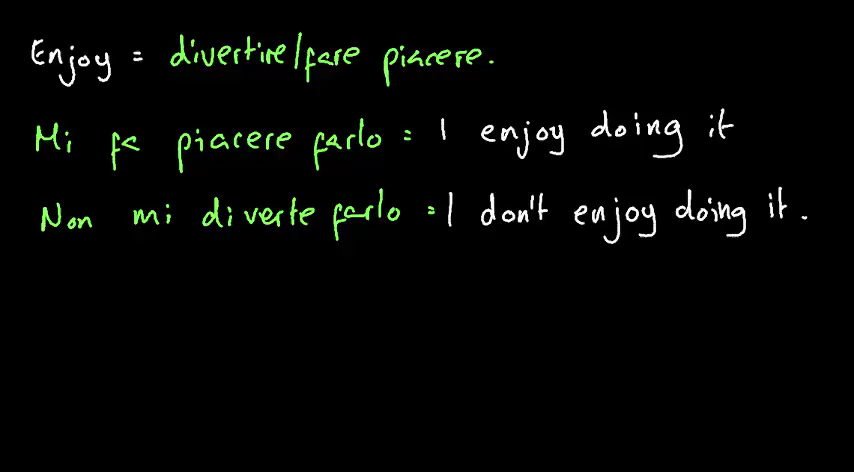 Enjoy = divertire/fare piacere.
Mi fa piacere farlo = I enjoy doing it
Non mi diverte farlo = I don't enjoy doing it.